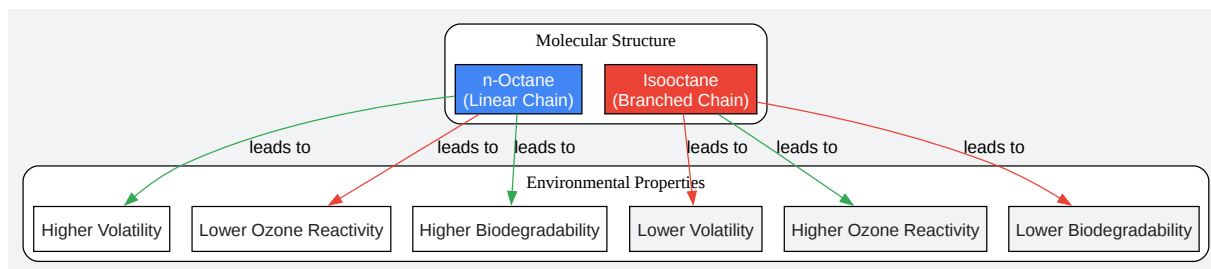 Molecular Structure
n-Octane
(Linear Chain)
Isooctane
(Branched Chain)
leads to
leads to
leads to
leads to
leads to
leads to
Environmental Properties
Higher Volatility
Lower Ozone Reactivity
Higher Biodegradability
Lower Volatility
Higher Ozone Reactivity
Lower Biodegradability